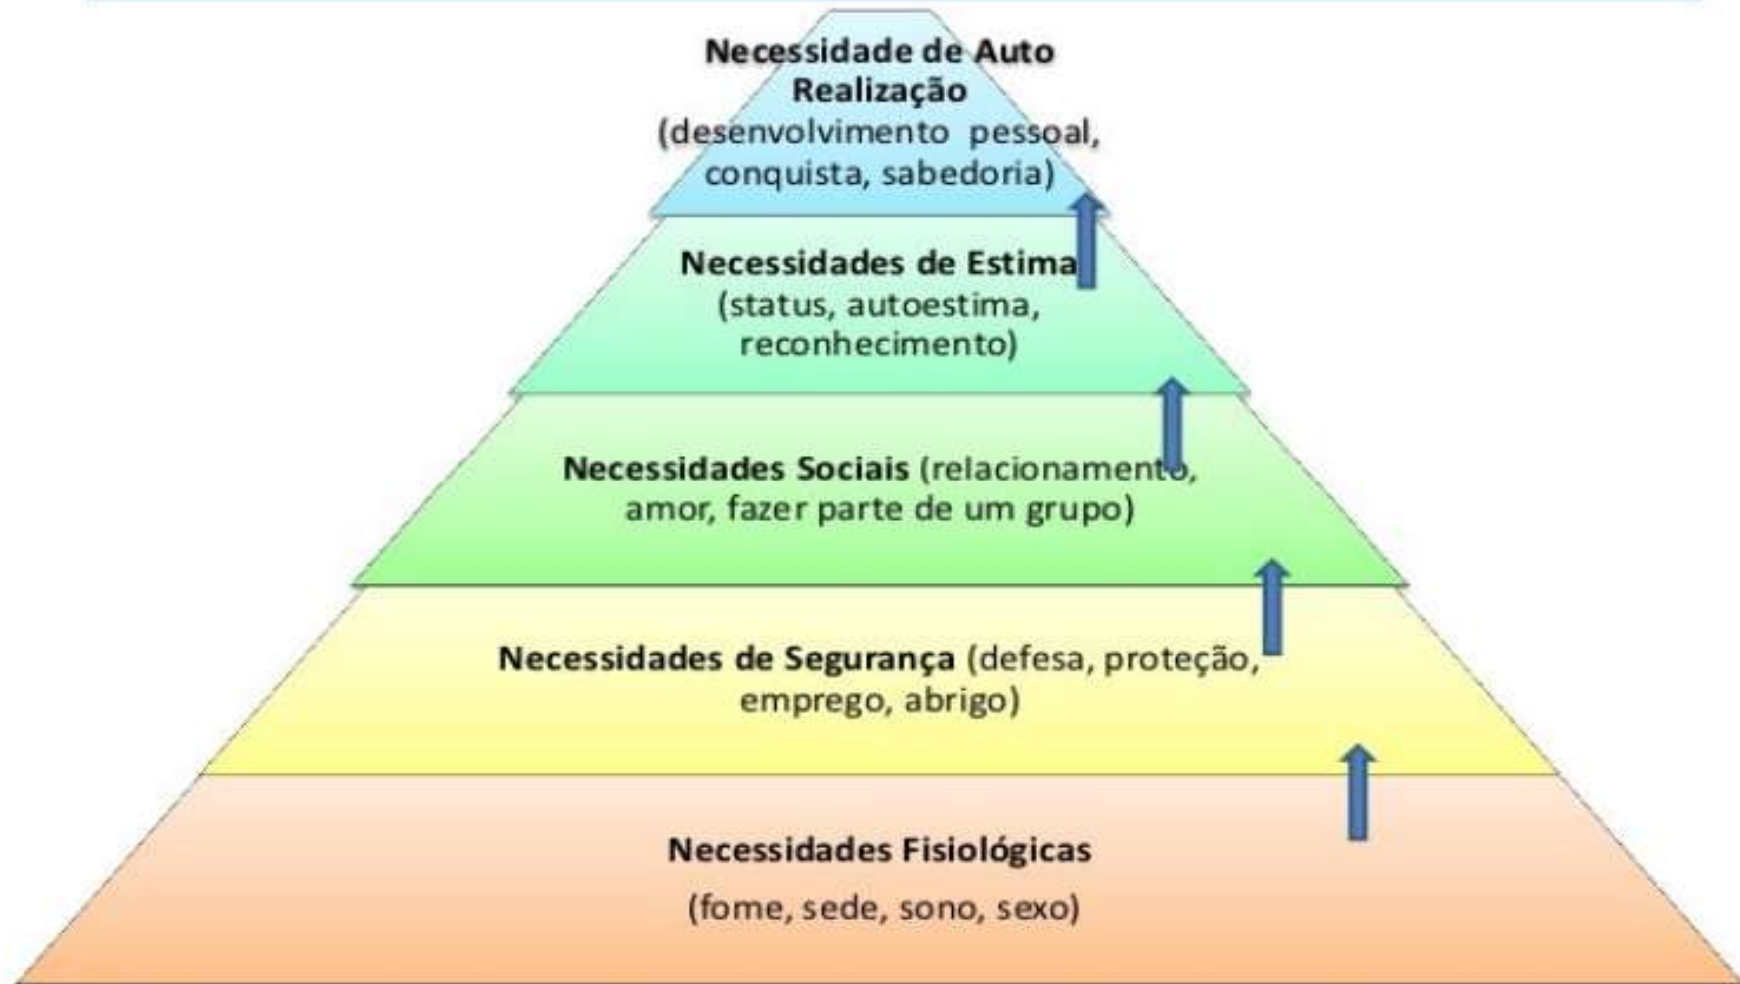 Necessidade de Auto
Realização
(desenvolvimento pessoal,
conquista, sabedoria)
Necessidades de Estima
(status, autoestima,
reconhecimento)
Necessidades Sociais (relacionamento,
amor, fazer parte de um grupo)
Necessidades de Segurança (defesa, proteção,
emprego, abrigo)
Necessidades Fisiológicas
(fome, sede, sono, sexo)